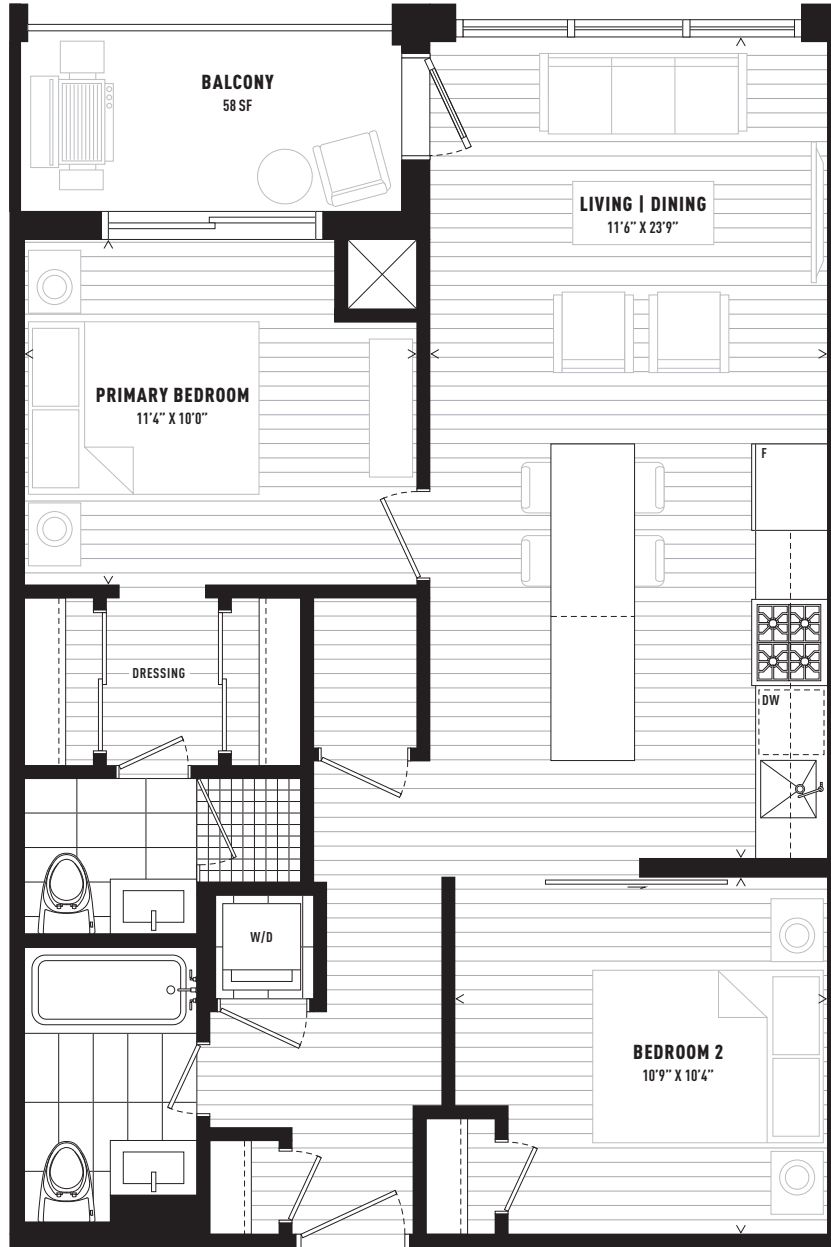 BALCONY
58 SF
LIVING | DINING
11’6” X 23’9”
PRIMARY BEDROOM
11’4” X 10’0”
F
DRESSING
DW
W/D
BEDROOM 2
10’9” X 10’4”